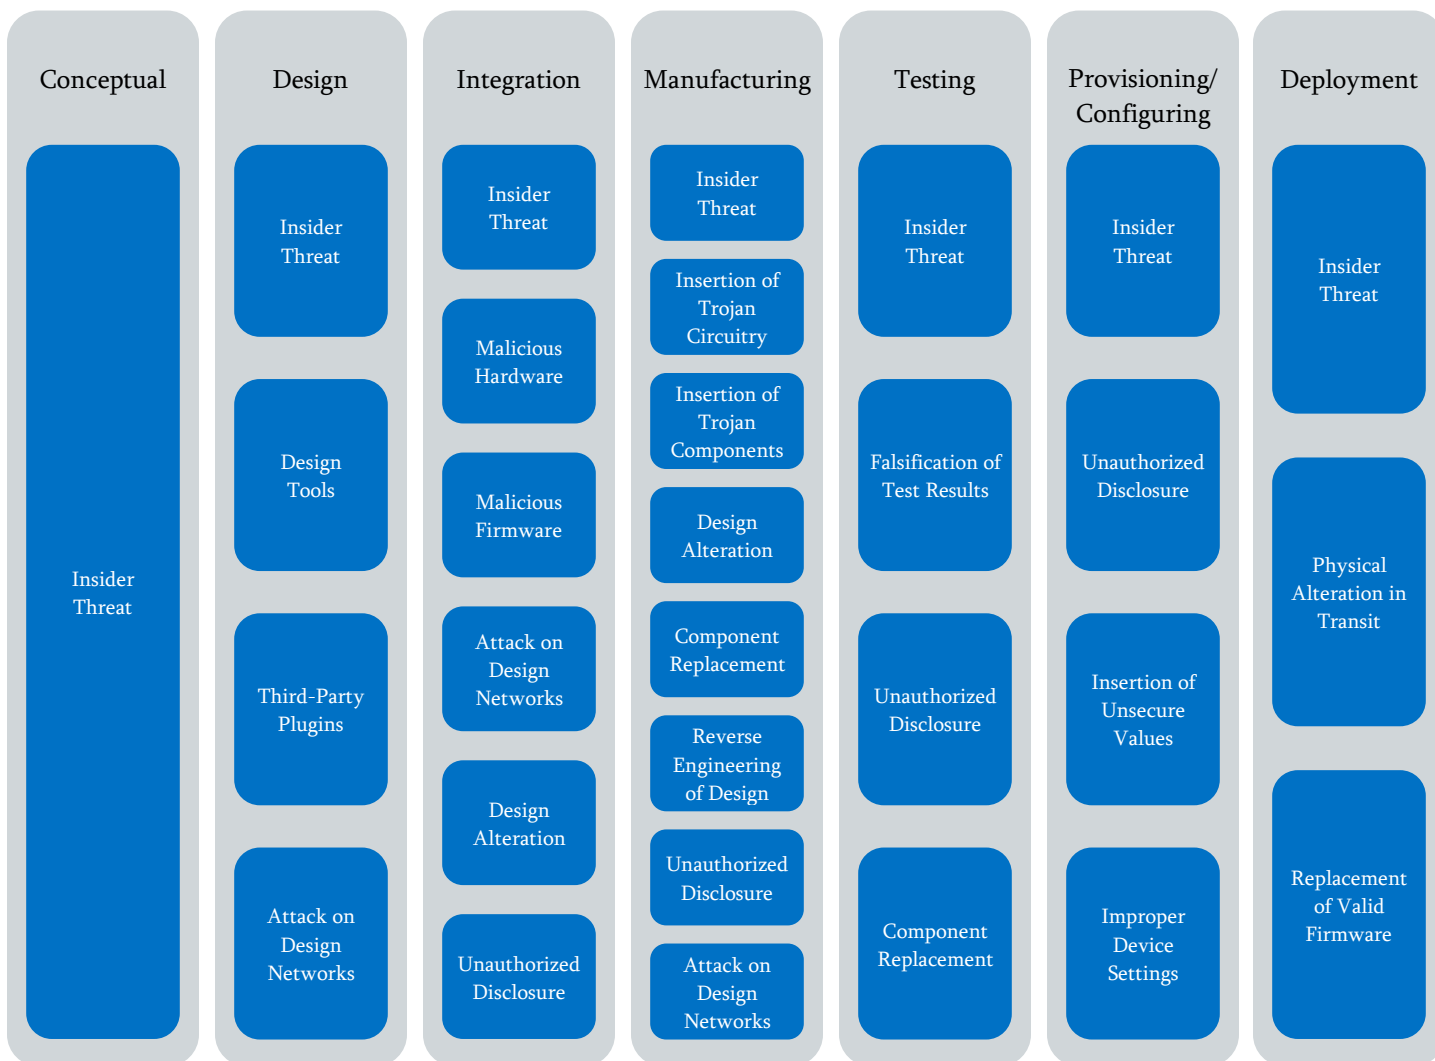 Conceptual
Insider
Threat
Design
Insider
Threat
Design
Tools
Third-Party
Plugins
Attack on
Design
Networks
Integration
Insider
Threat
Malicious
Hardware
Malicious
Firmware
Attack on
Design
Networks
Design
Alteration
Unauthorized
Disclosure
Manufacturing
Insider
Threat
Insertion of
Trojan
Circuitry
Insertion of
Trojan
Components
Design
Alteration
Component
Replacement
Reverse
Engineering
of Design
Unauthorized
Disclosure
Attack on
Design
Networks
Testing
Insider
Threat
Falsification of
Test Results
Unauthorized
Disclosure
Component
Replacement
Provisioning/
Configuring
Insider
Threat
Unauthorized
Disclosure
Insertion of
Unsecure
Values
Improper
Device
Settings
Deployment
Insider
Threat
Physical
Alteration in
Transit
Replacement
of Valid
Firmware